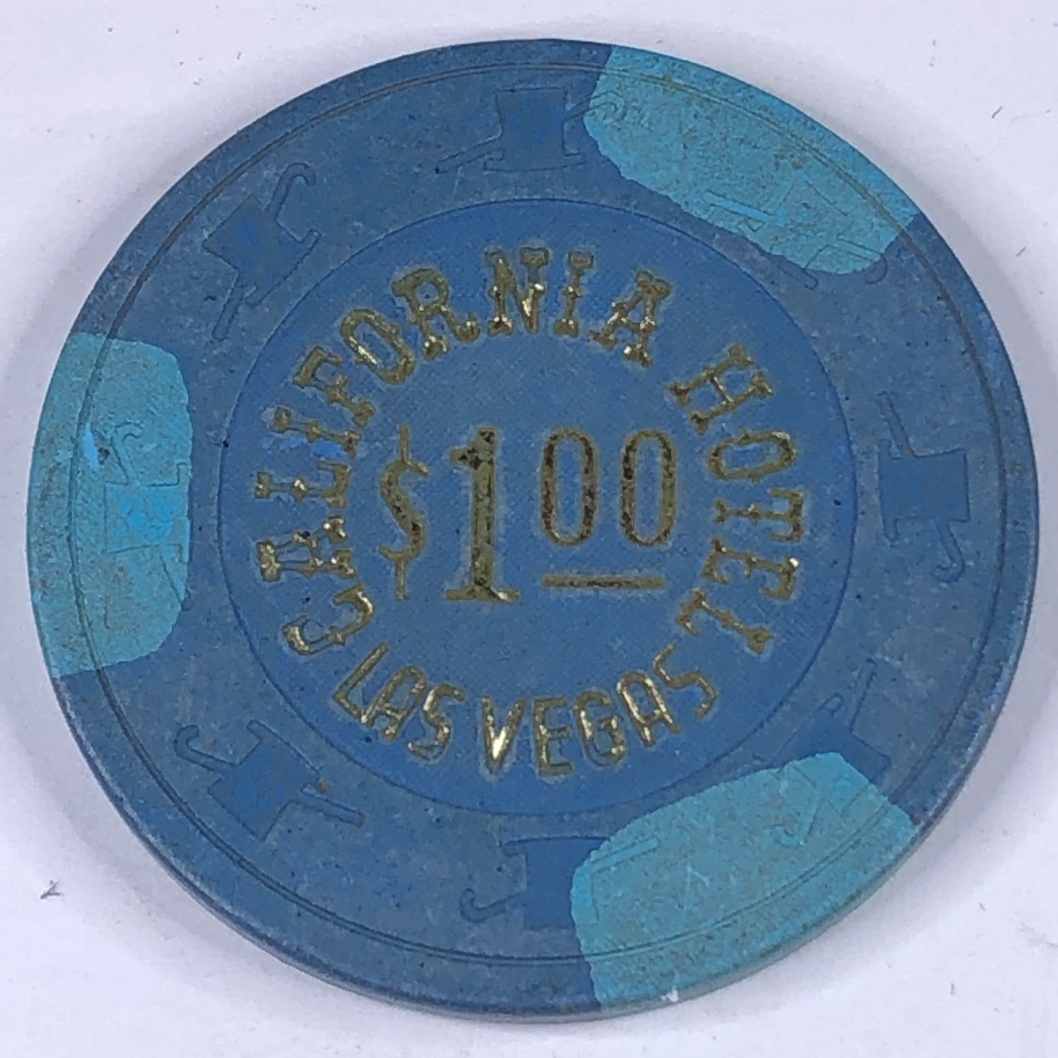 CALIFORNIA HOTEL
$1.00
LAS VEGAS